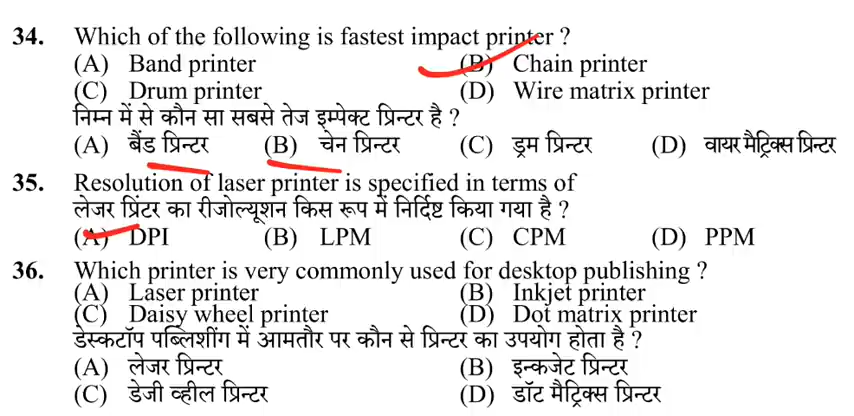 34. Which of the following is fastest impact printer ?
(A) Band printer (B) Chain printer
(C) Drum printer (D) Wire matrix printer
निम्न में से कौन सा सबसे तेज इम्पेक्ट प्रिन्टर है ?
(A) बैंड प्रिन्टर (B) चेन प्रिन्टर (C) ड्रम प्रिन्टर (D) वायर मैट्रिक्स प्रिन्टर
35. Resolution of laser printer is specified in terms of
लेजर प्रिंटर का रीजोल्यूशन किस रूप में निर्दिष्ट किया गया है ?
(A) DPI (B) LPM (C) CPM (D) PPM
36. Which printer is very commonly used for desktop publishing ?
(A) Laser printer (B) Inkjet printer
(C) Daisy wheel printer (D) Dot matrix printer
डेस्कटॉप पब्लिशींग में आमतौर पर कौन से प्रिन्टर का उपयोग होता है ?
(A) लेजर प्रिन्टर (B) इन्कजेट प्रिन्टर
(C) डेजी व्हील प्रिन्टर (D) डॉट मैट्रिक्स प्रिन्टर